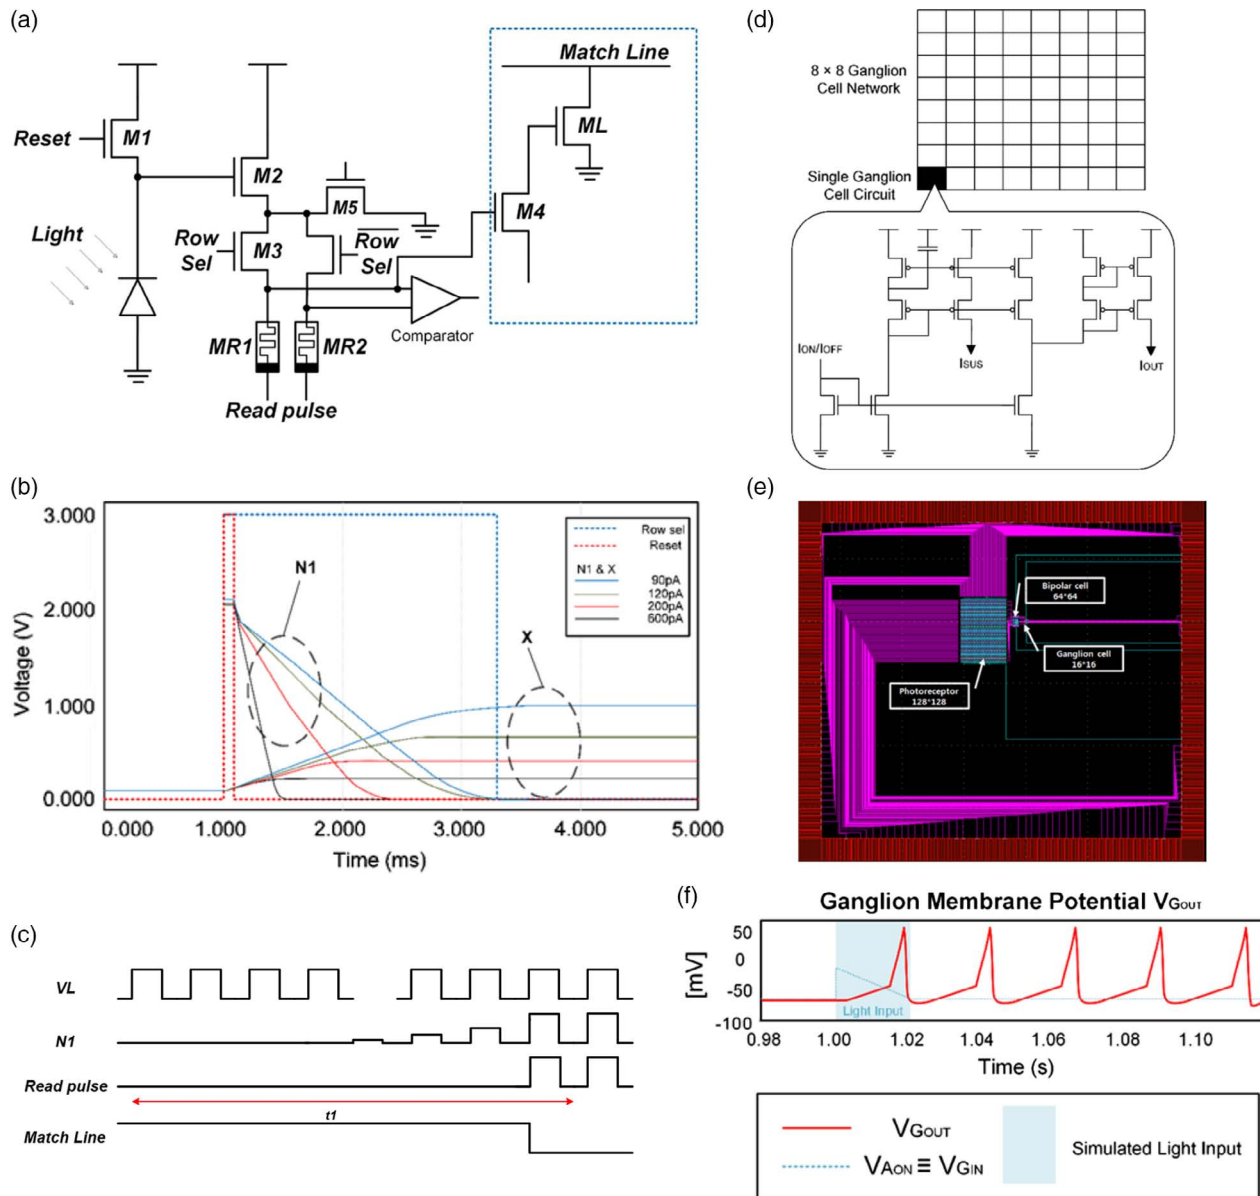 (a)
Match Line
ML
Reset
M1
M2
M4
M5
Light
Row
Sel
M3
Row
Sel
Comparator
MR1
MR2
Read pulse
(b)
3.000
2.000
1.000
0.000
Voltage (V)
N1
X
Row sel
Reset
N1 & X
90pA
120pA
200pA
600pA
0.000 1.000 2.000 3.000 4.000 5.000
Time (ms)
(c)
VL
N1
Read pulse
t1
Match Line
(d)
8 × 8 Ganglion
Cell Network
Single Ganglion
Cell Circuit
ION/IOFF
ISUS
IOUT
(e)
Bipolar cell
64*64
Ganglion cell
16*16
Photoreceptor
128*128
(f)
Ganglion Membrane Potential VGOUT
50
0
-50
-100
[mV]
Light Input
0.98 1.00 1.02 1.04 1.06 1.08 1.10
Time (s)
VGOUT
VAON ≡ VGIN
Simulated Light Input